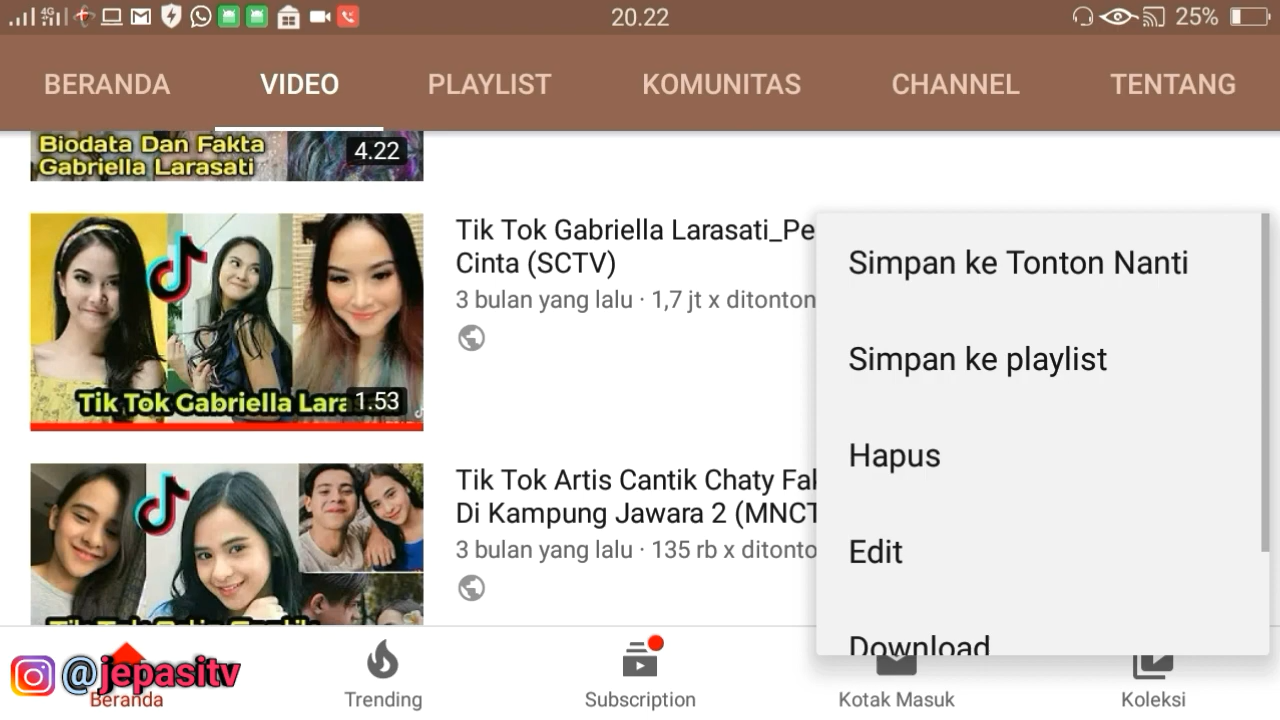 4G
20.22
25%
BERANDA
VIDEO
PLAYLIST
KOMUNITAS
CHANNEL
TENTANG
Biodata Dan Fakta
Gabriella Larasati
4.22
Tik Tok Gabriella Lara
1.53
Tik Tok Gabriella Larasati_Pe
Cinta (SCTV)
3 bulan yang lalu · 1,7 jt x ditonton
Tik Tok Artis Cantik Chaty Fal
Di Kampung Jawara 2 (MNCT
3 bulan yang lalu · 135 rb x ditonto
Simpan ke Tonton Nanti
Simpan ke playlist
Hapus
Edit
Download
@jepasitv
Beranda
Trending
Subscription
Kotak Masuk
Koleksi